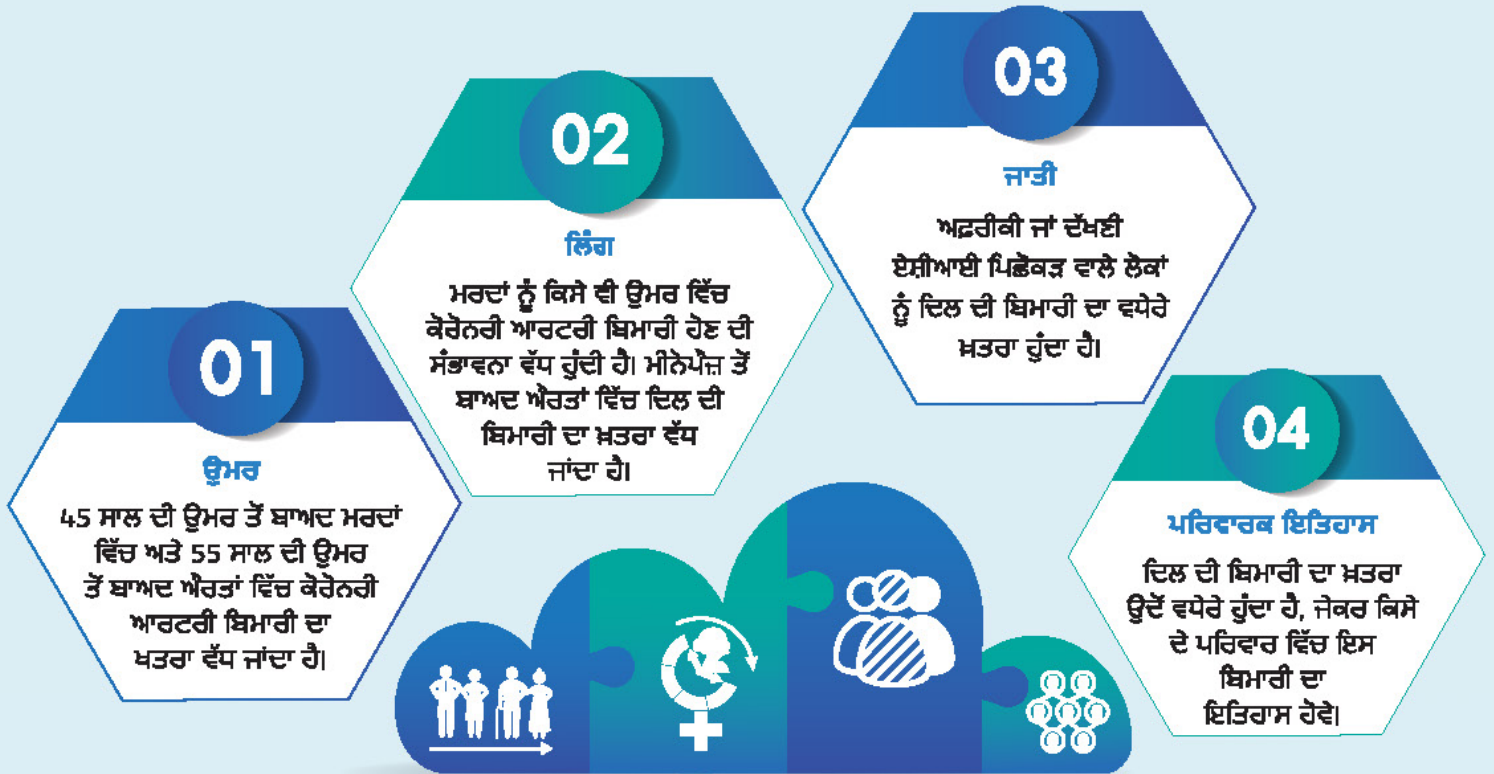 01
ਉਮਰ
45 ਸਾਲ ਦੀ ਉਮਰ ਤੋਂ ਬਾਅਦ ਮਰਦਾਂ
ਵਿੱਚ ਅਤੇ 55 ਸਾਲ ਦੀ ਉਮਰ
ਤੋਂ ਬਾਅਦ ਔਰਤਾਂ ਵਿੱਚ ਕੋਰੋਨਰੀ
ਆਰਟਰੀ ਬਿਮਾਰੀ ਦਾ
ਖਤਰਾ ਵੱਧ ਜਾਂਦਾ ਹੈ।
02
ਲਿੰਗ
ਮਰਦਾਂ ਨੂੰ ਕਿਸੇ ਵੀ ਉਮਰ ਵਿੱਚ
ਕੋਰੋਨਰੀ ਆਰਟਰੀ ਬਿਮਾਰੀ ਹੋਣ ਦੀ
ਸੰਭਾਵਨਾ ਵੱਧ ਹੁੰਦੀ ਹੈ। ਮੀਨੋਪੌਜ਼ ਤੋਂ
ਬਾਅਦ ਔਰਤਾਂ ਵਿੱਚ ਦਿਲ ਦੀ
ਬਿਮਾਰੀ ਦਾ ਖ਼ਤਰਾ ਵੱਧ
ਜਾਂਦਾ ਹੈ।
03
ਜਾਤੀ
ਅਫ਼ਰੀਕੀ ਜਾਂ ਦੱਖਣੀ
ਏਸ਼ੀਆਈ ਪਿਛੋਕੜ ਵਾਲੇ ਲੋਕਾਂ
ਨੂੰ ਦਿਲ ਦੀ ਬਿਮਾਰੀ ਦਾ ਵਧੇਰੇ
ਖ਼ਤਰਾ ਹੁੰਦਾ ਹੈ।
04
ਪਰਿਵਾਰਕ ਇਤਿਹਾਸ
ਦਿਲ ਦੀ ਬਿਮਾਰੀ ਦਾ ਖ਼ਤਰਾ
ਉਦੋਂ ਵਧੇਰੇ ਹੁੰਦਾ ਹੈ, ਜੇਕਰ ਕਿਸੇ
ਦੇ ਪਰਿਵਾਰ ਵਿੱਚ ਇਸ
ਬਿਮਾਰੀ ਦਾ
ਇਤਿਹਾਸ ਹੋਵੇ।